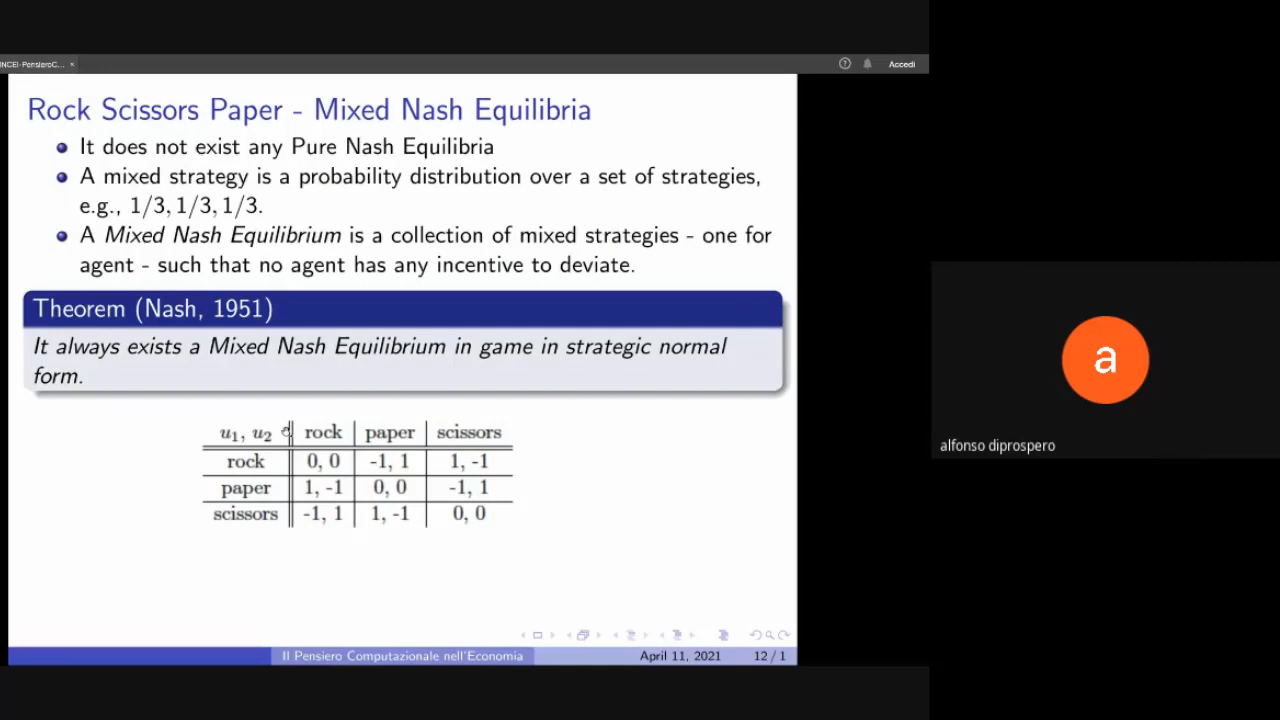 INCEI-PensieroC... ×
Accedi
Rock Scissors Paper - Mixed Nash Equilibria
It does not exist any Pure Nash Equilibria
A mixed strategy is a probability distribution over a set of strategies,
e.g., 1/3, 1/3, 1/3.
A Mixed Nash Equilibrium is a collection of mixed strategies - one for
agent - such that no agent has any incentive to deviate.
Theorem (Nash, 1951)
It always exists a Mixed Nash Equilibrium in game in strategic normal
form.
u₁, u₂ rock paper scissors
rock 0, 0 -1, 1 1, -1
paper 1, -1 0, 0 -1, 1
scissors -1, 1 1, -1 0, 0
Il Pensiero Computazionale nell'Economia April 11, 2021 12 / 1
a
alfonso diprospero